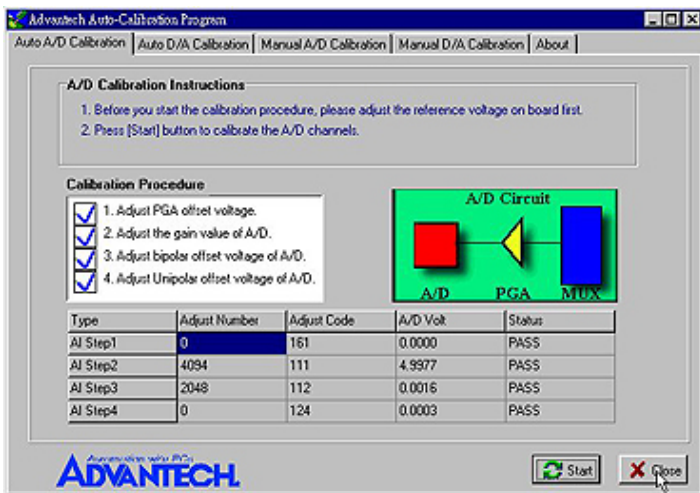 Advantech Auto-Calibration Program
Auto A/D Calibration Auto D/A Calibration Manual A/D Calibration Manual D/A Calibration About
A/D Calibration Instructions
1. Before you start the calibration procedure, please adjust the reference voltage on board first.
2. Press [Start] button to calibrate the A/D channels.
Calibration Procedure
1. Adjust PGA offset voltage.
2. Adjust the gain value of A/D.
3. Adjust bipolar offset voltage of A/D.
4. Adjust Unipolar offset voltage of A/D.
A/D Circuit
A/D PGA MUX
Type Adjust Number Adjust Code A/D Volt Status
AI Step1 0 161 0.0000 PASS
AI Step2 4094 111 4.9977 PASS
AI Step3 2048 112 0.0016 PASS
AI Step4 0 124 0.0003 PASS
Automation with PCs
ADVANTECH.
Start Close